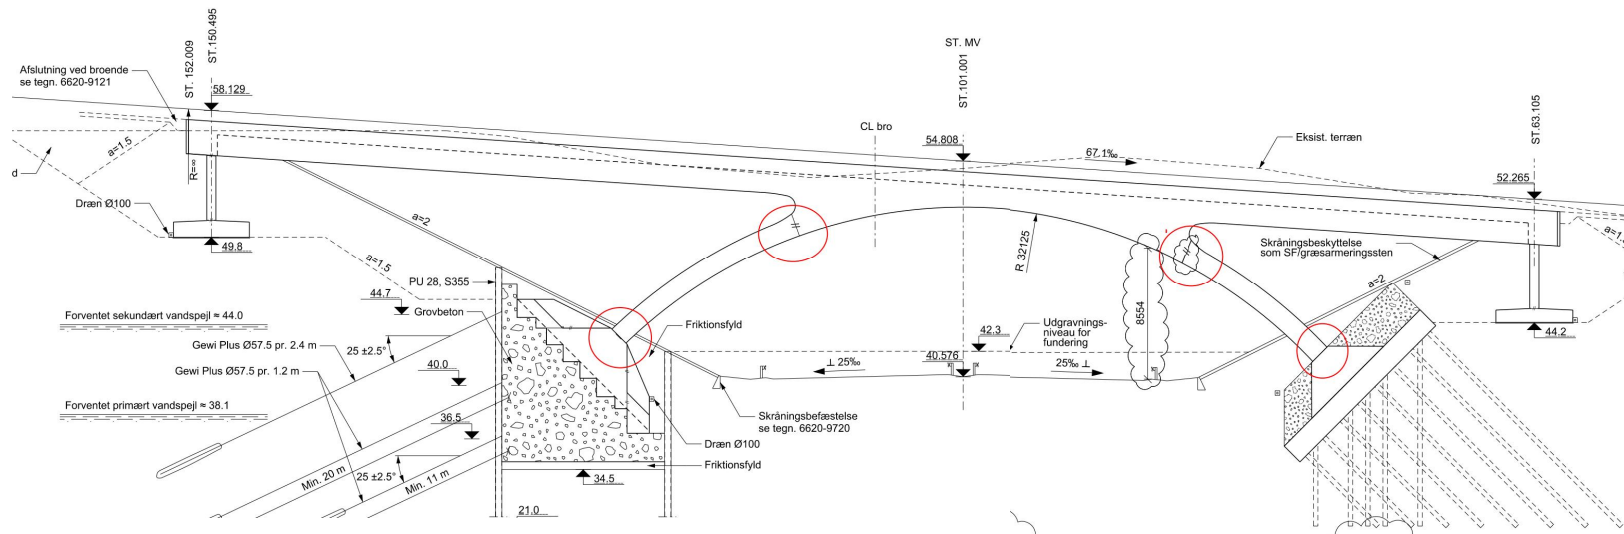 ST. MV
ST. 152.009
ST.150.495
ST.101.001
ST.63.105
Afslutning ved broende
se tegn. 6620-9121
58.129
CL bro
54.808
67.1‰
Eksist. terræn
52.265
a=1.5
R=∞
d
Dræn Ø100
49.8
a=2
a=1.5
R 32125
8554
Skråningsbeskyttelse
som SF/græsarmeringssten
a=2
44.2
PU 28, S355
44.7
Grovbeton
Forventet sekundært vandspejl ≈ 44.0
Gewi Plus Ø57.5 pr. 2.4 m
25 ±2.5°
Gewi Plus Ø57.5 pr. 1.2 m
40.0
Forventet primært vandspejl ≈ 38.1
36.5
Min. 20 m
25 ±2.5°
Min. 11 m
Friktionsfyld
42.3
Udgravnings-
niveau for
fundering
40.576
⊥ 25‰
25‰ ⊥
Skråningsbefæstelse
se tegn. 6620-9720
Dræn Ø100
Friktionsfyld
34.5
21.0